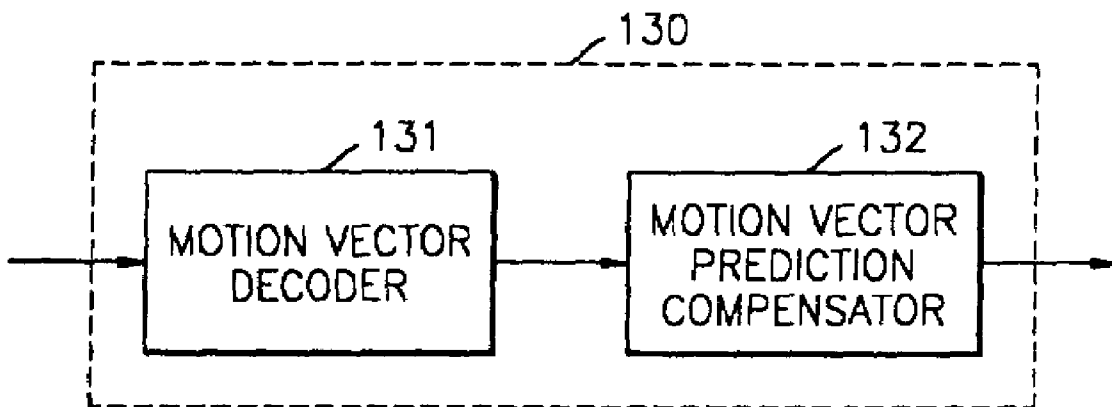 130
131
132
MOTION VECTOR
DECODER
MOTION VECTOR
PREDICTION
COMPENSATOR